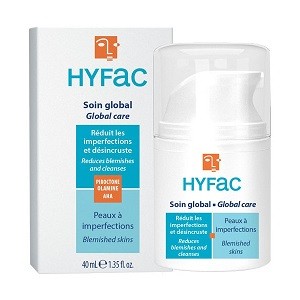 HYFAC
Soin global
Global care
Réduit les
imperfections
et désincruste
Reduces blemishes
and cleanses
PIROCTONE
OLAMINE
AHA
Peaux à
imperfections
Blemished skins
40 mL ℮ 1.35 fl. oz.
HYFAC
Soin global • Global care
Réduit les
imperfections
et désincruste
Reduces
blemishes
and cleanses
Peaux à
imperfections
Blemished skin